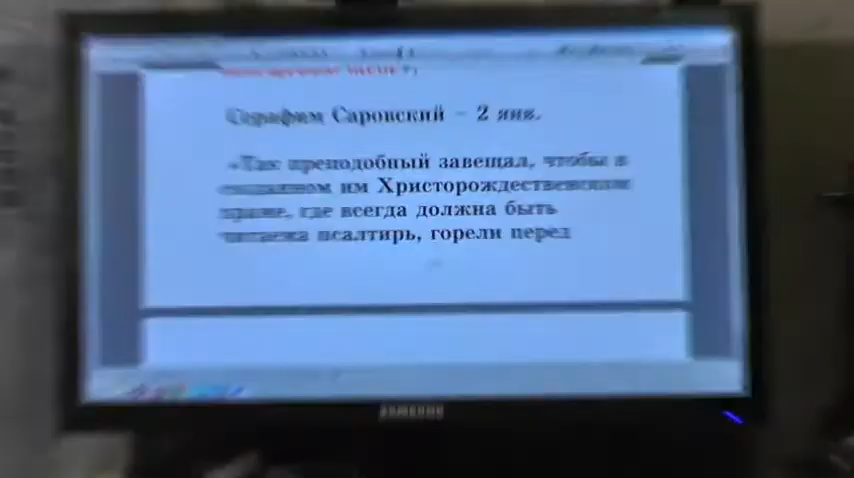 Серафим Саровский – 2 янв.
«Так преподобный завещал, чтобы в
созданном им Христорождественском
храме, где всегда должна быть
читаема псалтирь, горели перед
SAMSUNG